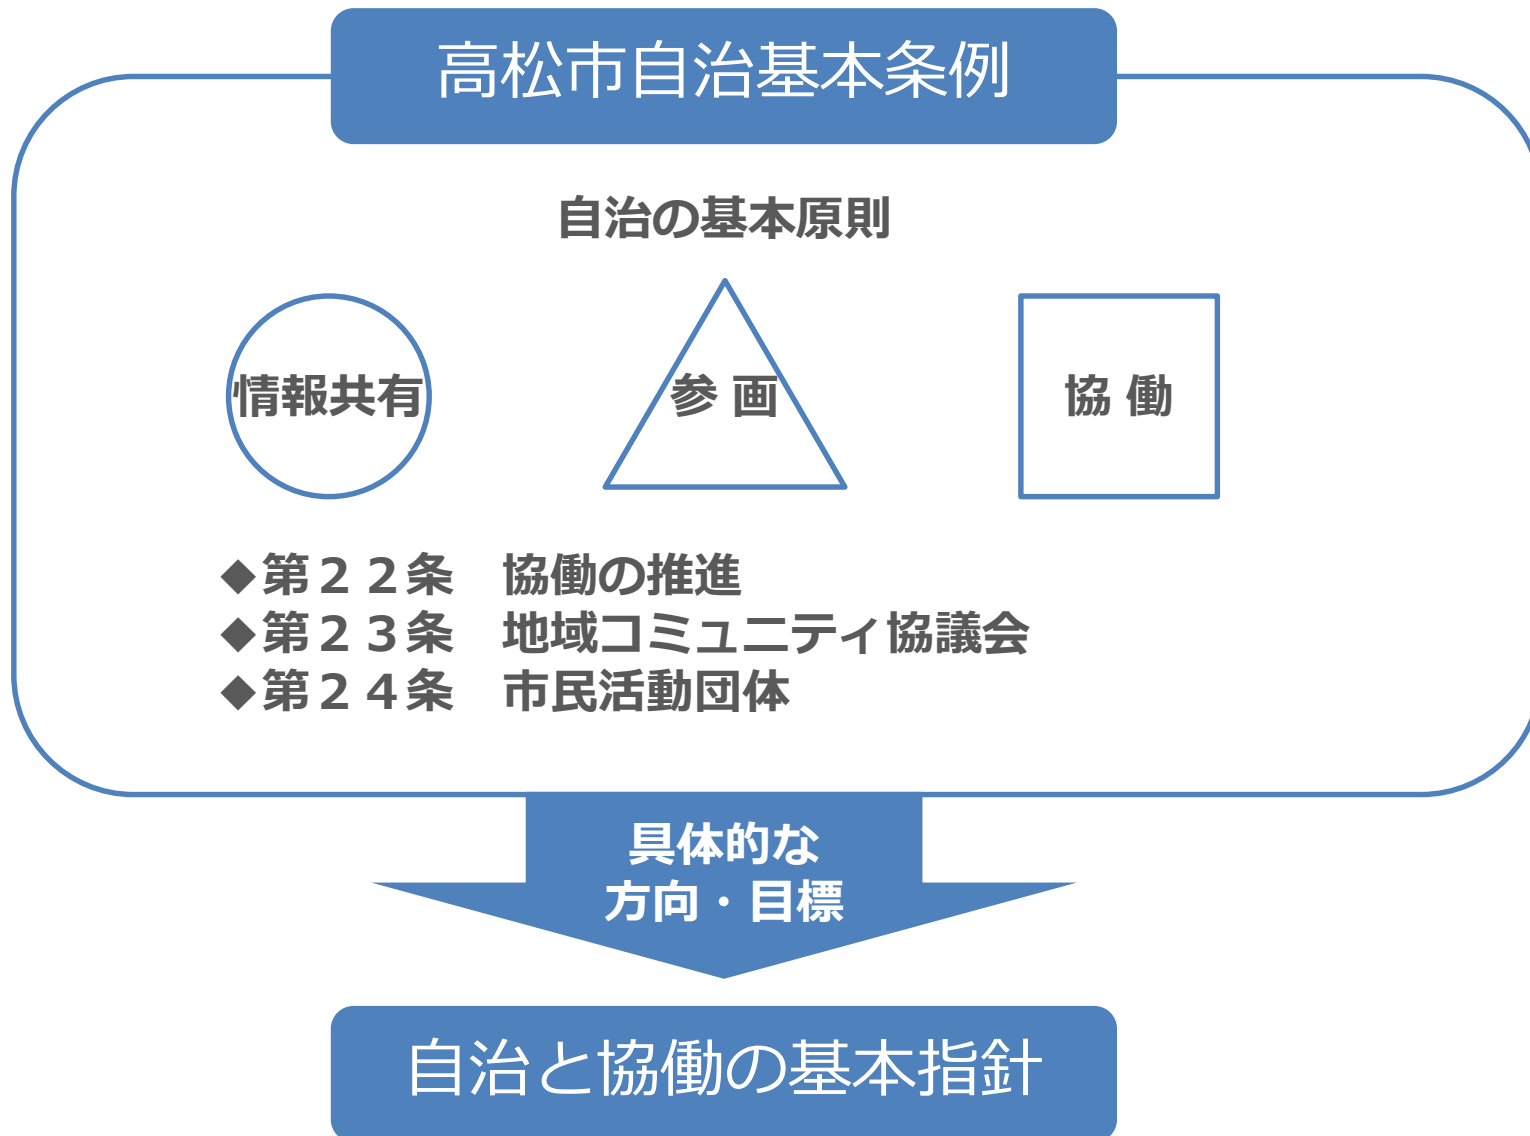 高松市自治基本条例
自治の基本原則
情報共有
参 画
協 働
◆第２２条　協働の推進
◆第２３条　地域コミュニティ協議会
◆第２４条　市民活動団体
具体的な
方向・目標
自治と協働の基本指針